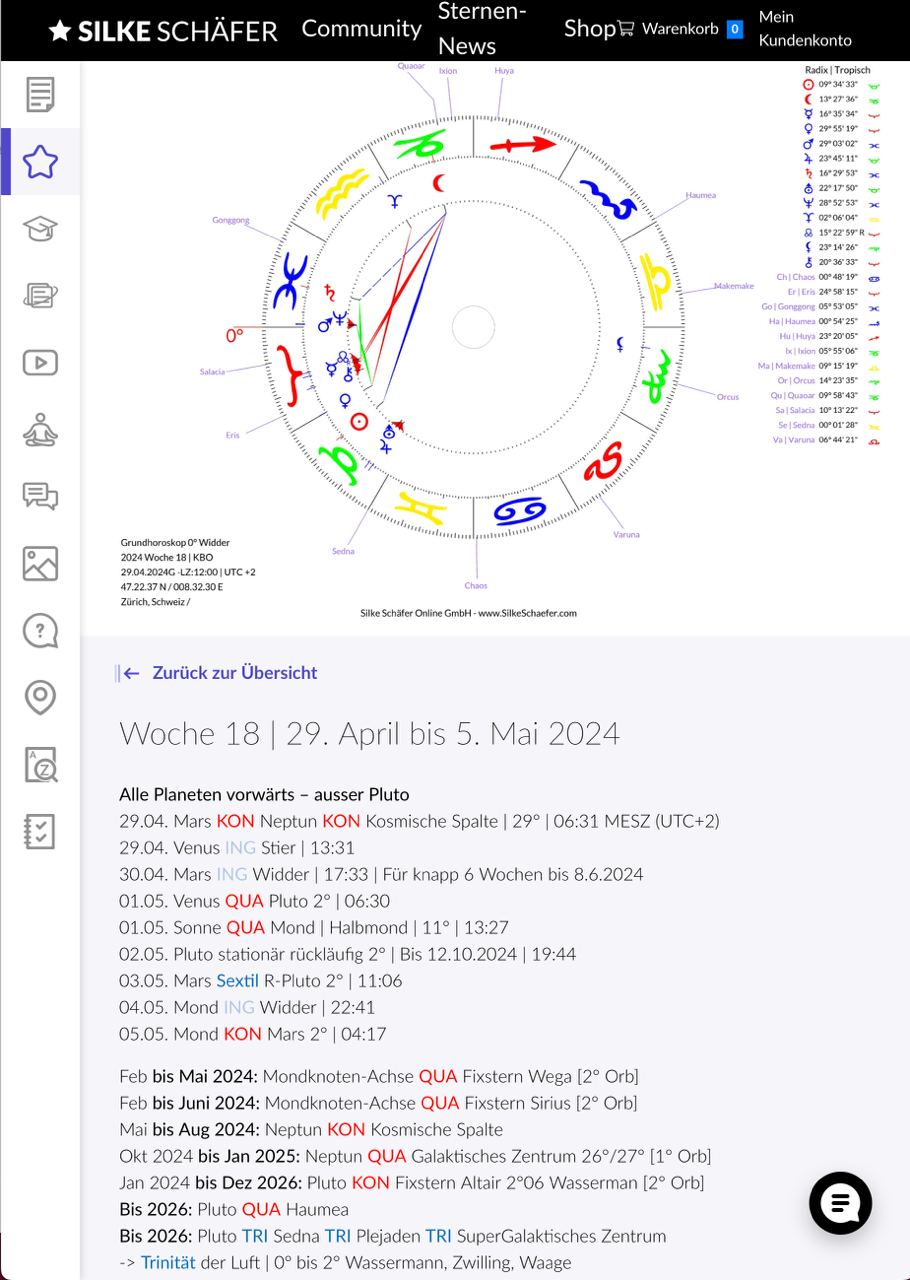 SILKE SCHÄFER
Community
Sternen-
News
Shop
Warenkorb 0
Mein
Kundenkonto
Quaoar
Ixion
Huya
Haumea
Gonggong
Makemake
0°
Salacia
Orcus
Eris
Varuna
Sedna
Chaos
Radix | Tropisch
09° 34' 33"
13° 27' 36"
16° 35' 34"
29° 55' 19"
29° 03' 02"
23° 45' 11"
16° 29' 53"
22° 17' 50"
28° 52' 53"
02° 06' 04"
15° 22' 59" R
23° 14' 26"
20° 36' 33"
Ch | Chaos 00° 48' 19"
Er | Eris 24° 58' 15"
Go | Gonggong 05° 53' 05"
Ha | Haumea 00° 54' 25"
Hu | Huya 23° 20' 05"
Ix | Ixion 05° 55' 06"
Ma | Makemake 09° 15' 19"
Or | Orcus 14° 23' 35"
Qu | Quaoar 09° 58' 43"
Sa | Salacia 10° 13' 22"
Se | Sedna 00° 01' 28"
Va | Varuna 06° 44' 21"
Grundhoroskop 0° Widder
2024 Woche 18 | KBO
29.04.2024G -LZ:12:00 | UTC +2
47.22.37 N / 008.32.30 E
Zürich, Schweiz /
Silke Schäfer Online GmbH - www.SilkeSchaefer.com
Zurück zur Übersicht
Woche 18 | 29. April bis 5. Mai 2024
Alle Planeten vorwärts – ausser Pluto
29.04. Mars KON Neptun KON Kosmische Spalte | 29° | 06:31 MESZ (UTC+2)
29.04. Venus ING Stier | 13:31
30.04. Mars ING Widder | 17:33 | Für knapp 6 Wochen bis 8.6.2024
01.05. Venus QUA Pluto 2° | 06:30
01.05. Sonne QUA Mond | Halbmond | 11° | 13:27
02.05. Pluto stationär rückläufig 2° | Bis 12.10.2024 | 19:44
03.05. Mars Sextil R-Pluto 2° | 11:06
04.05. Mond ING Widder | 22:41
05.05. Mond KON Mars 2° | 04:17
Feb bis Mai 2024: Mondknoten-Achse QUA Fixstern Wega [2° Orb]
Feb bis Juni 2024: Mondknoten-Achse QUA Fixstern Sirius [2° Orb]
Mai bis Aug 2024: Neptun KON Kosmische Spalte
Okt 2024 bis Jan 2025: Neptun QUA Galaktisches Zentrum 26°/27° [1° Orb]
Jan 2024 bis Dez 2026: Pluto KON Fixstern Altair 2°06 Wasserman [2° Orb]
Bis 2026: Pluto QUA Haumea
Bis 2026: Pluto TRI Sedna TRI Plejaden TRI SuperGalaktisches Zentrum
-> Trinität der Luft | 0° bis 2° Wassermann, Zwilling, Waage